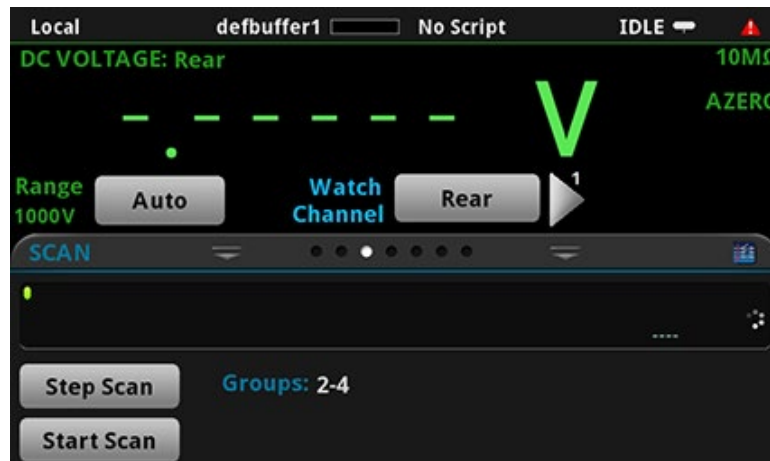 Local defbuffer1 No Script IDLE
DC VOLTAGE: Rear 10MΩ
AZERO
-.----- V
Range Auto Watch Rear 1
1000V Channel
SCAN
----
Step Scan Groups: 2-4
Start Scan